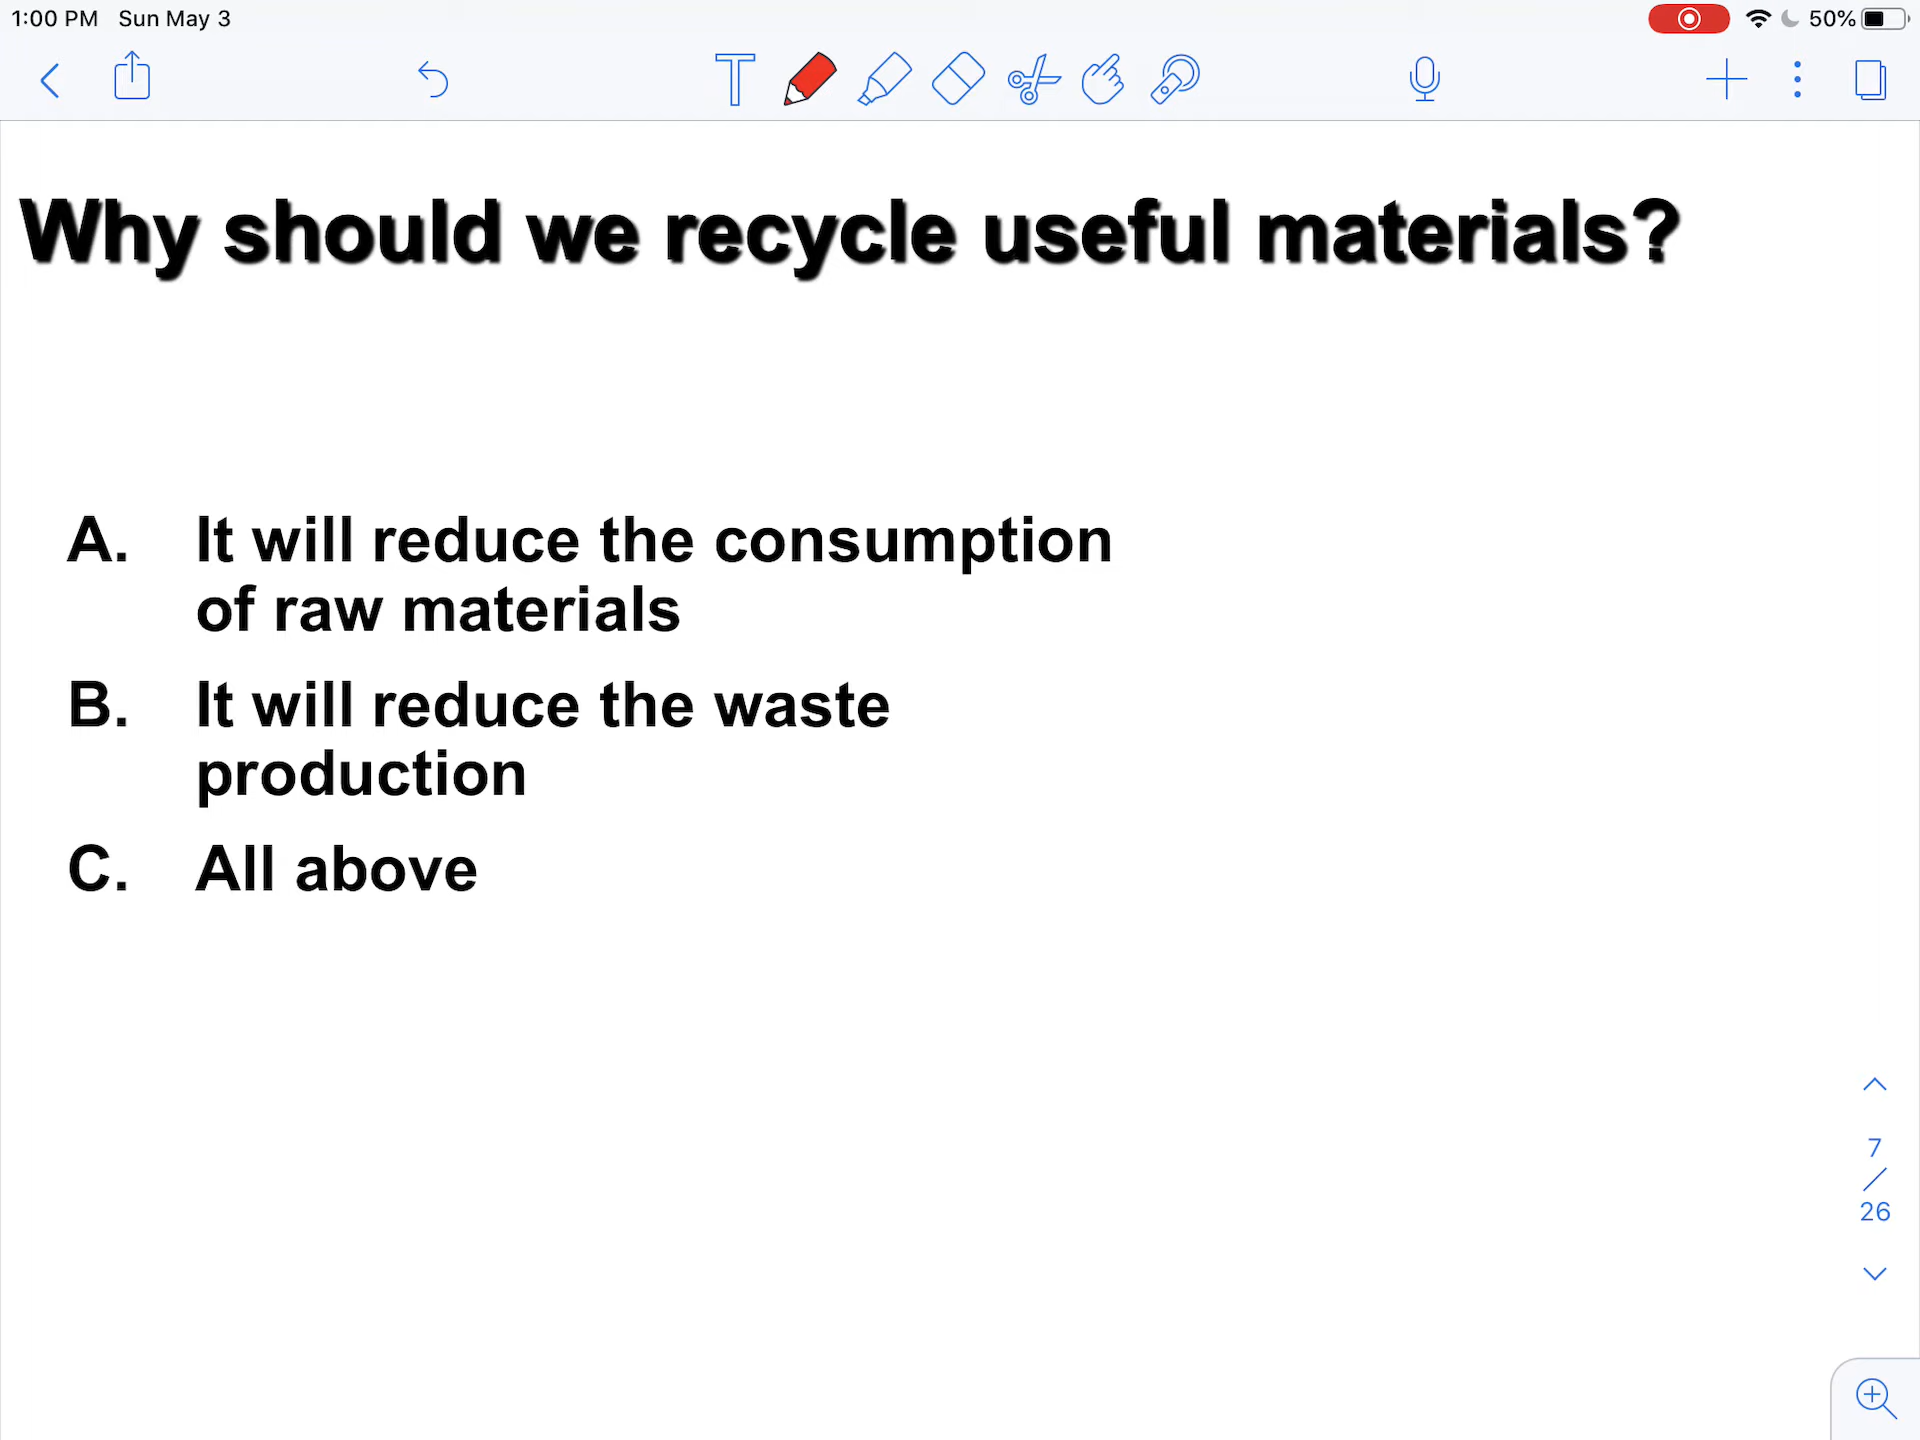 1:00 PM Sun May 3
50%
T
Why should we recycle useful materials?
A. It will reduce the consumption
of raw materials
B. It will reduce the waste
production
C. All above
7
/
26